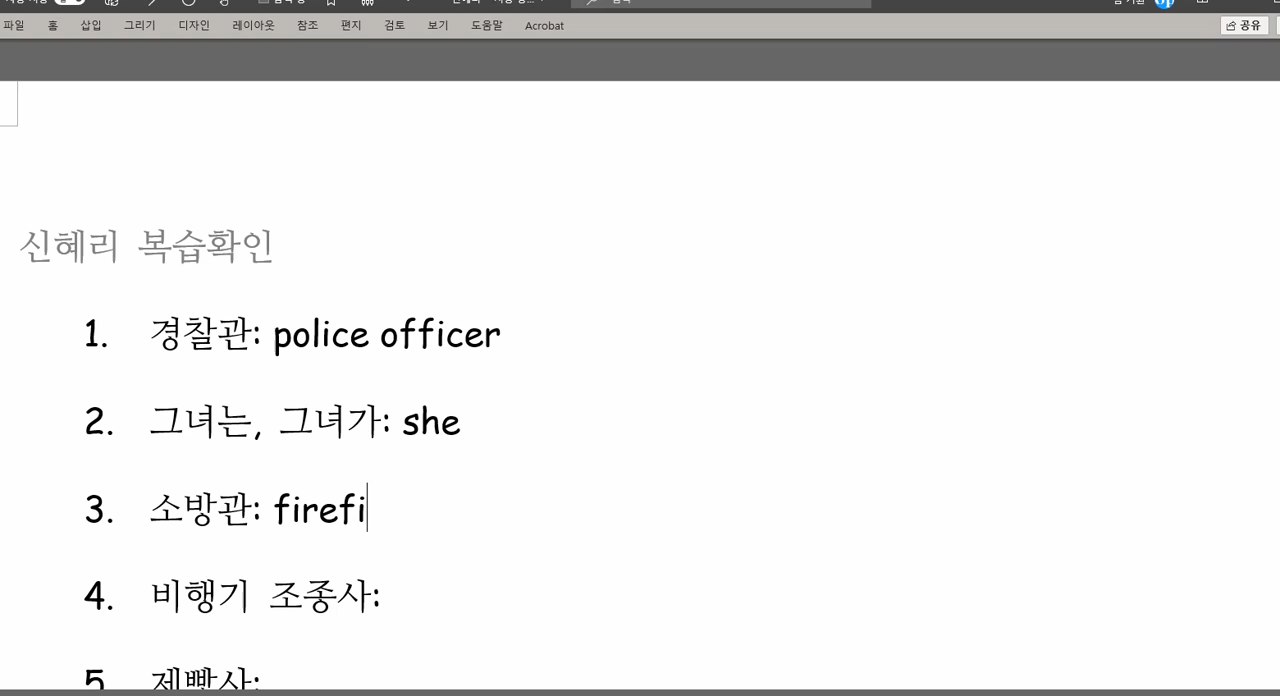 파일 홈 삽입 그리기 디자인 레이아웃 참조 편지 검토 보기 도움말 Acrobat 공유
신혜리 복습확인
1. 경찰관: police officer
2. 그녀는, 그녀가: she
3. 소방관: firefi
4. 비행기 조종사:
5. 제빵사: